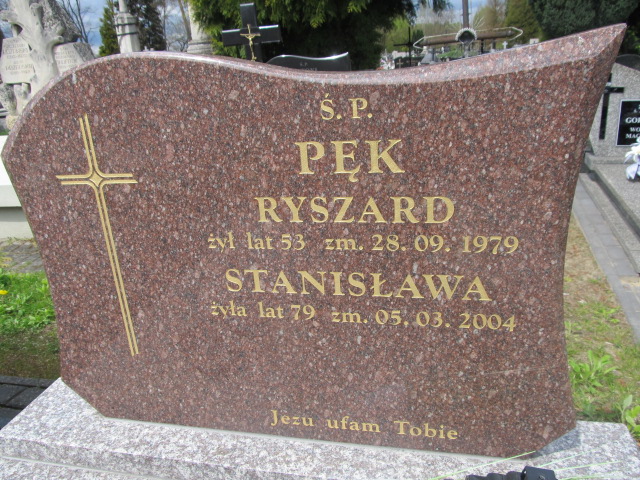 Ś.P.
PĘK
RYSZARD
żył lat 53 zm. 28.09.1979
STANISŁAWA
żyła lat 79 zm. 05.03.2004
Jezu ufam Tobie